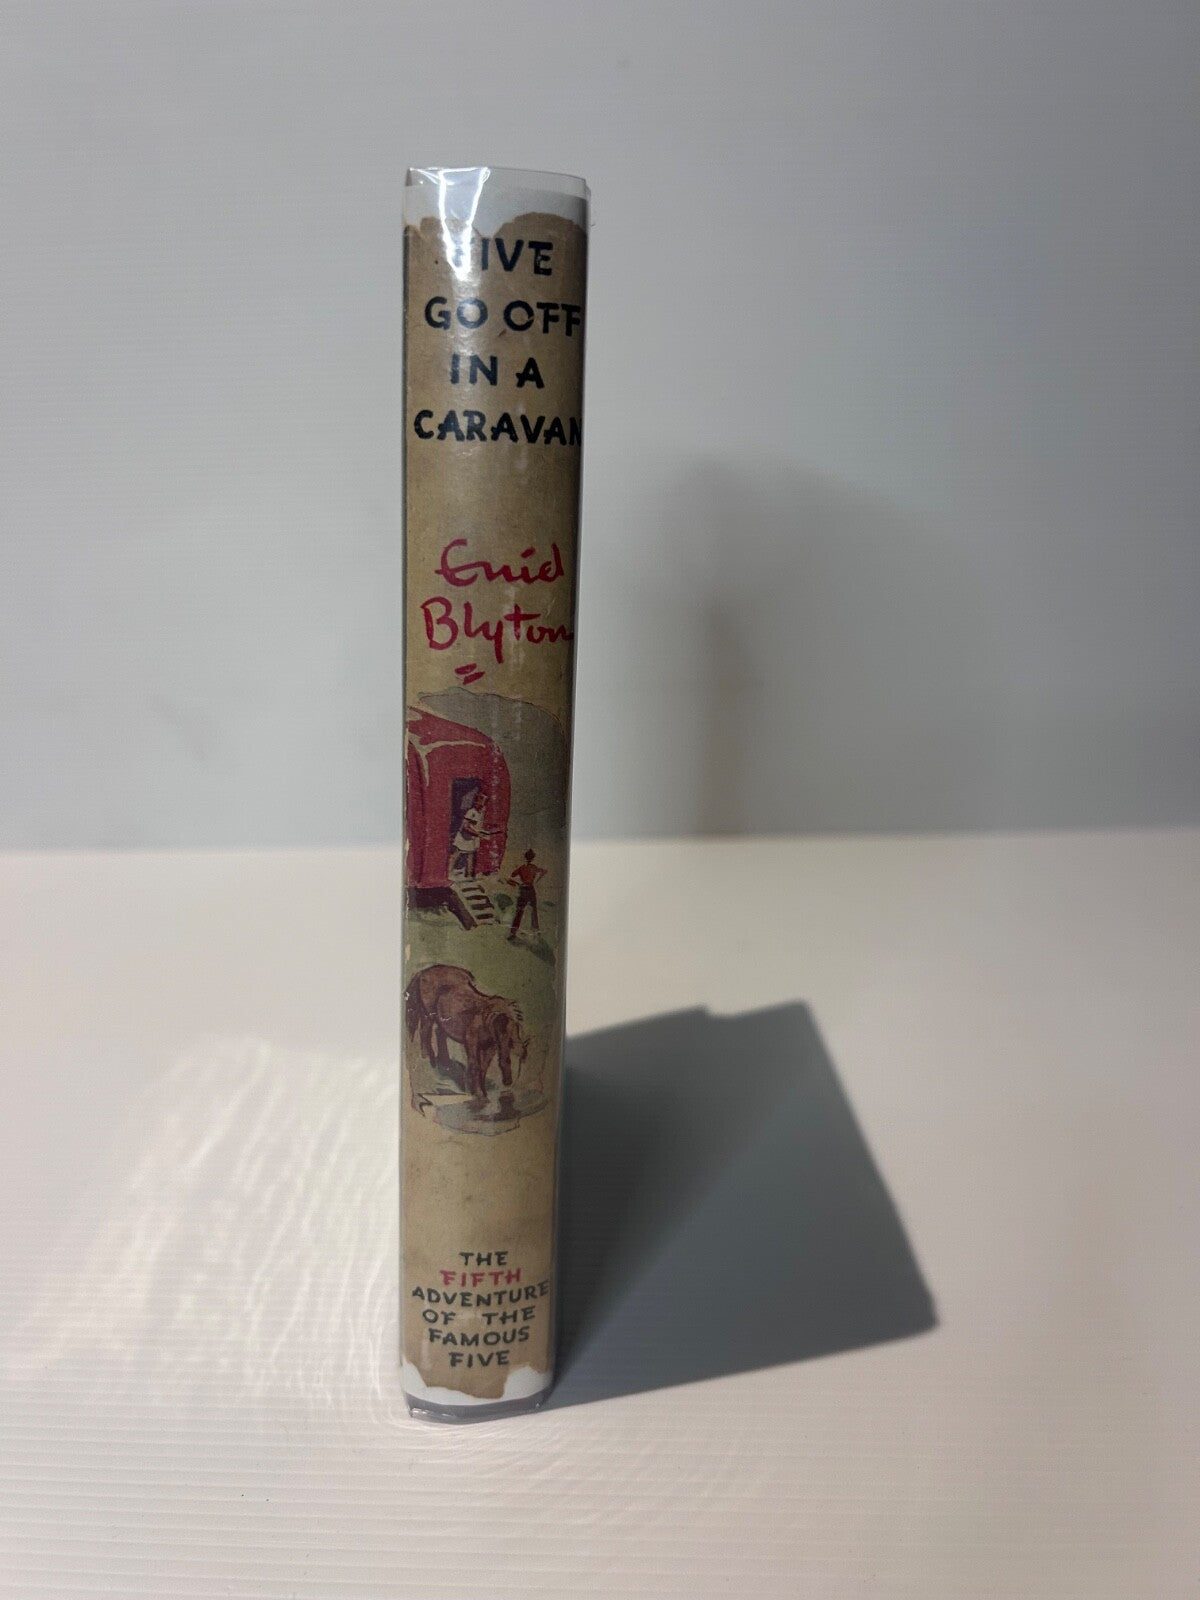 FIVE
GO OFF
IN A
CARAVAN
Enid
Blyton
THE
FIFTH
ADVENTURE
OF THE
FAMOUS
FIVE